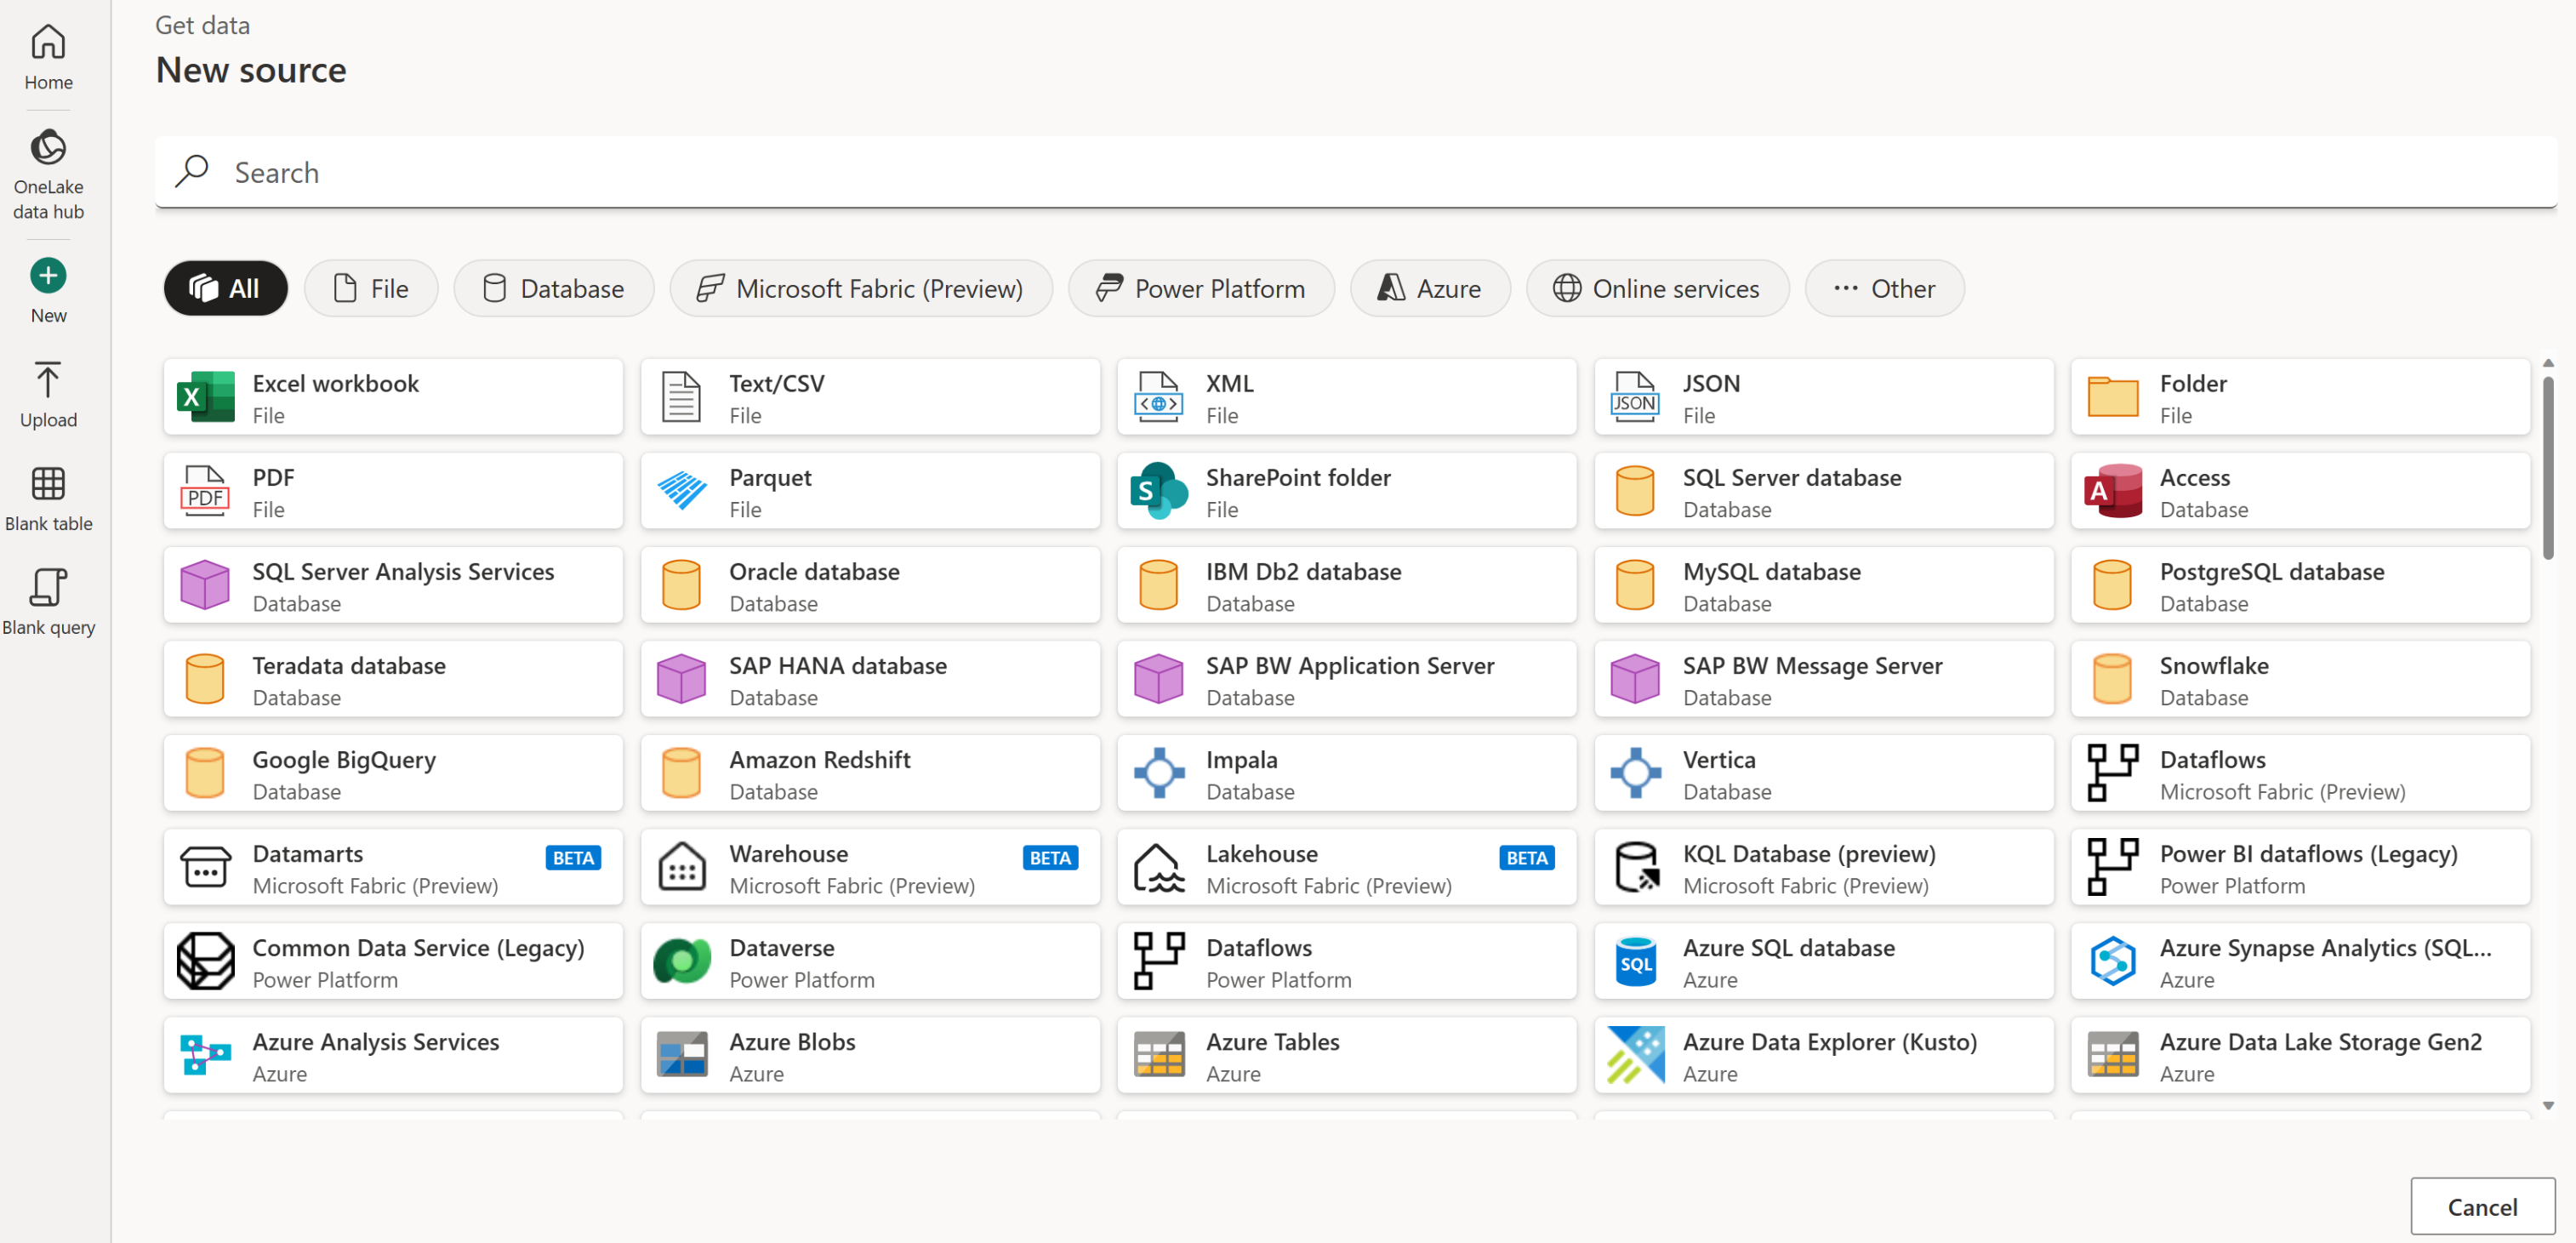 Home
OneLake
data hub
New
Upload
Blank table
Blank query
Get data
New source
Search
All
File
Database
Microsoft Fabric (Preview)
Power Platform
Azure
Online services
Other
Excel workbook
File
Text/CSV
File
XML
File
JSON
JSON
File
Folder
File
PDF
PDF
File
Parquet
File
SharePoint folder
File
SQL Server database
Database
Access
Database
SQL Server Analysis Services
Database
Oracle database
Database
IBM Db2 database
Database
MySQL database
Database
PostgreSQL database
Database
Teradata database
Database
SAP HANA database
Database
SAP BW Application Server
Database
SAP BW Message Server
Database
Snowflake
Database
Google BigQuery
Database
Amazon Redshift
Database
Impala
Database
Vertica
Database
Dataflows
Microsoft Fabric (Preview)
Datamarts
Microsoft Fabric (Preview)
BETA
Warehouse
Microsoft Fabric (Preview)
BETA
Lakehouse
Microsoft Fabric (Preview)
BETA
KQL Database (preview)
Microsoft Fabric (Preview)
Power BI dataflows (Legacy)
Power Platform
Common Data Service (Legacy)
Power Platform
Dataverse
Power Platform
Dataflows
Power Platform
SQL
Azure SQL database
Azure
Azure Synapse Analytics (SQL...
Azure
Azure Analysis Services
Azure
Azure Blobs
Azure
Azure Tables
Azure
Azure Data Explorer (Kusto)
Azure
Azure Data Lake Storage Gen2
Azure
Cancel